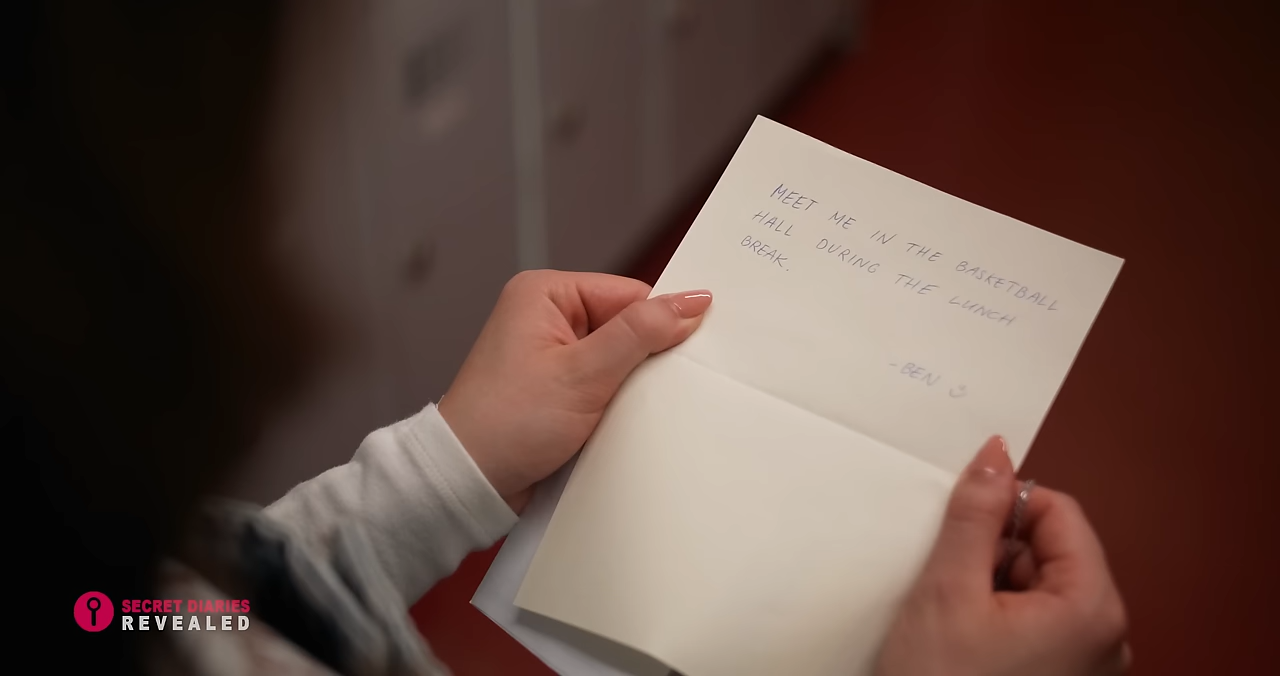 MEET ME IN THE BASKETBALL
HALL DURING THE LUNCH
BREAK.
-BEN
SECRET DIARIES
REVEALED